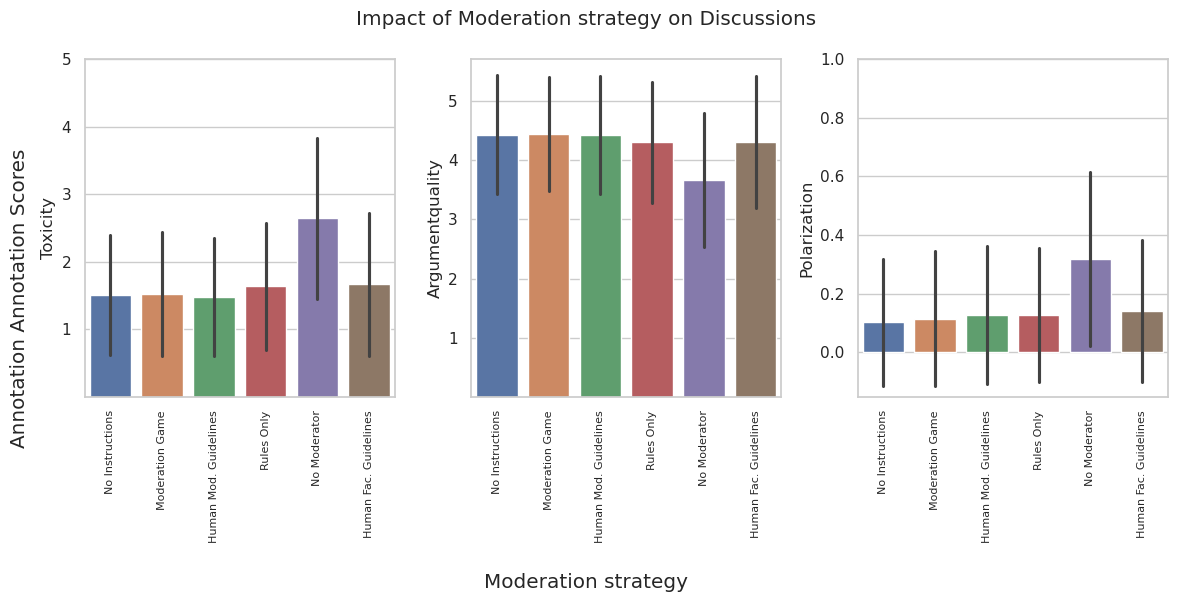 Impact of Moderation strategy on Discussions
Annotation Annotation Scores
Toxicity
5
4
3
2
1
No Instructions
Moderation Game
Human Mod. Guidelines
Rules Only
No Moderator
Human Fac. Guidelines
Argumentquality
5
4
3
2
1
No Instructions
Moderation Game
Human Mod. Guidelines
Rules Only
No Moderator
Human Fac. Guidelines
Polarization
1.0
0.8
0.6
0.4
0.2
0.0
No Instructions
Moderation Game
Human Mod. Guidelines
Rules Only
No Moderator
Human Fac. Guidelines
Moderation strategy